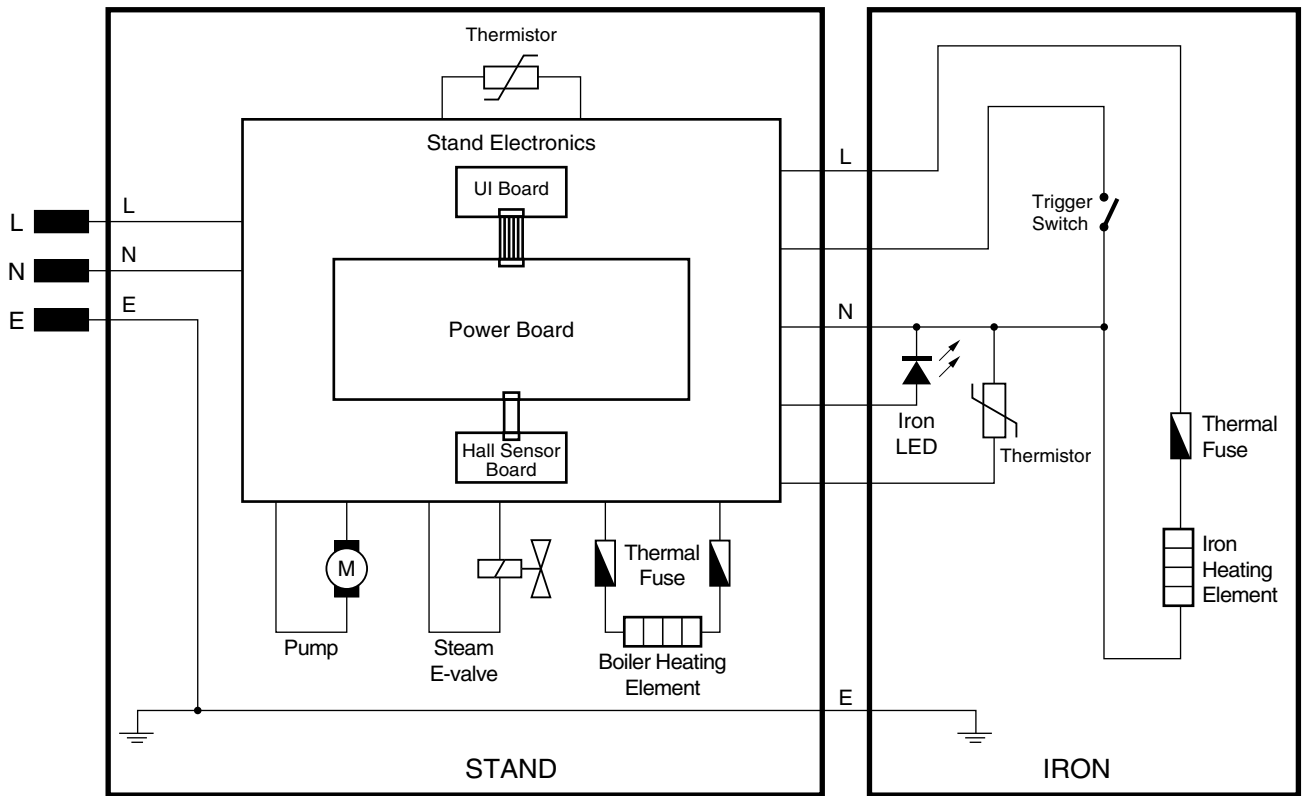 Thermistor
Stand Electronics
UI Board
Power Board
Hall Sensor
Board
L
N
E
L
N
E
Pump
M
Steam
E-valve
Thermal
Fuse
Boiler Heating
Element
STAND
L
N
E
Trigger
Switch
Iron
LED
Thermistor
Thermal
Fuse
Iron
Heating
Element
IRON